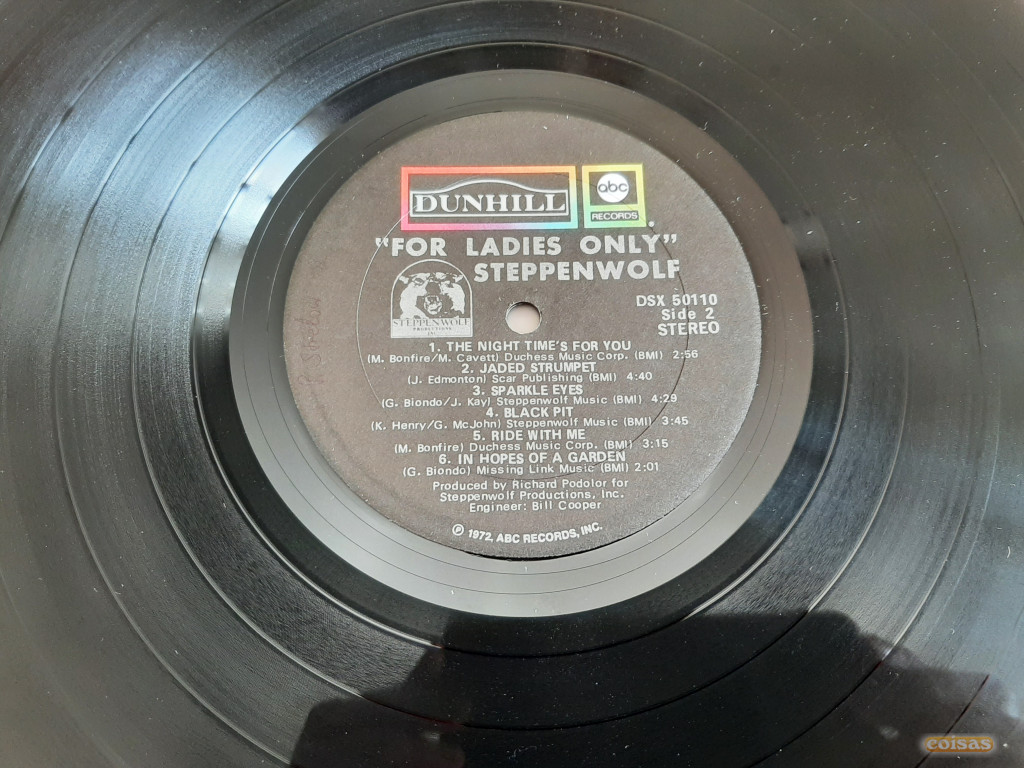 DUNHILL
abc
RECORDS
"FOR LADIES ONLY"
STEPPENWOLF
STEPPENWOLF
PRODUCTIONS
INC.
DSX 50110
Side 2
STEREO
1. THE NIGHT TIME'S FOR YOU
(M. Bonfire/M. Cavett) Duchess Music Corp. (BMI) 2:56
2. JADED STRUMPET
(J. Edmonton) Scar Publishing (BMI) 4:40
3. SPARKLE EYES
(G. Biondo/J. Kay) Steppenwolf Music (BMI) 4:29
4. BLACK PIT
(K. Henry/G. McJohn) Steppenwolf Music (BMI) 3:45
5. RIDE WITH ME
(M. Bonfire) Duchess Music Corp. (BMI) 3:15
6. IN HOPES OF A GARDEN
(G. Biondo) Missing Link Music (BMI) 2:01
Produced by Richard Podolor for
Steppenwolf Productions, Inc.
Engineer: Bill Cooper
℗ 1972, ABC RECORDS, INC.
coisas